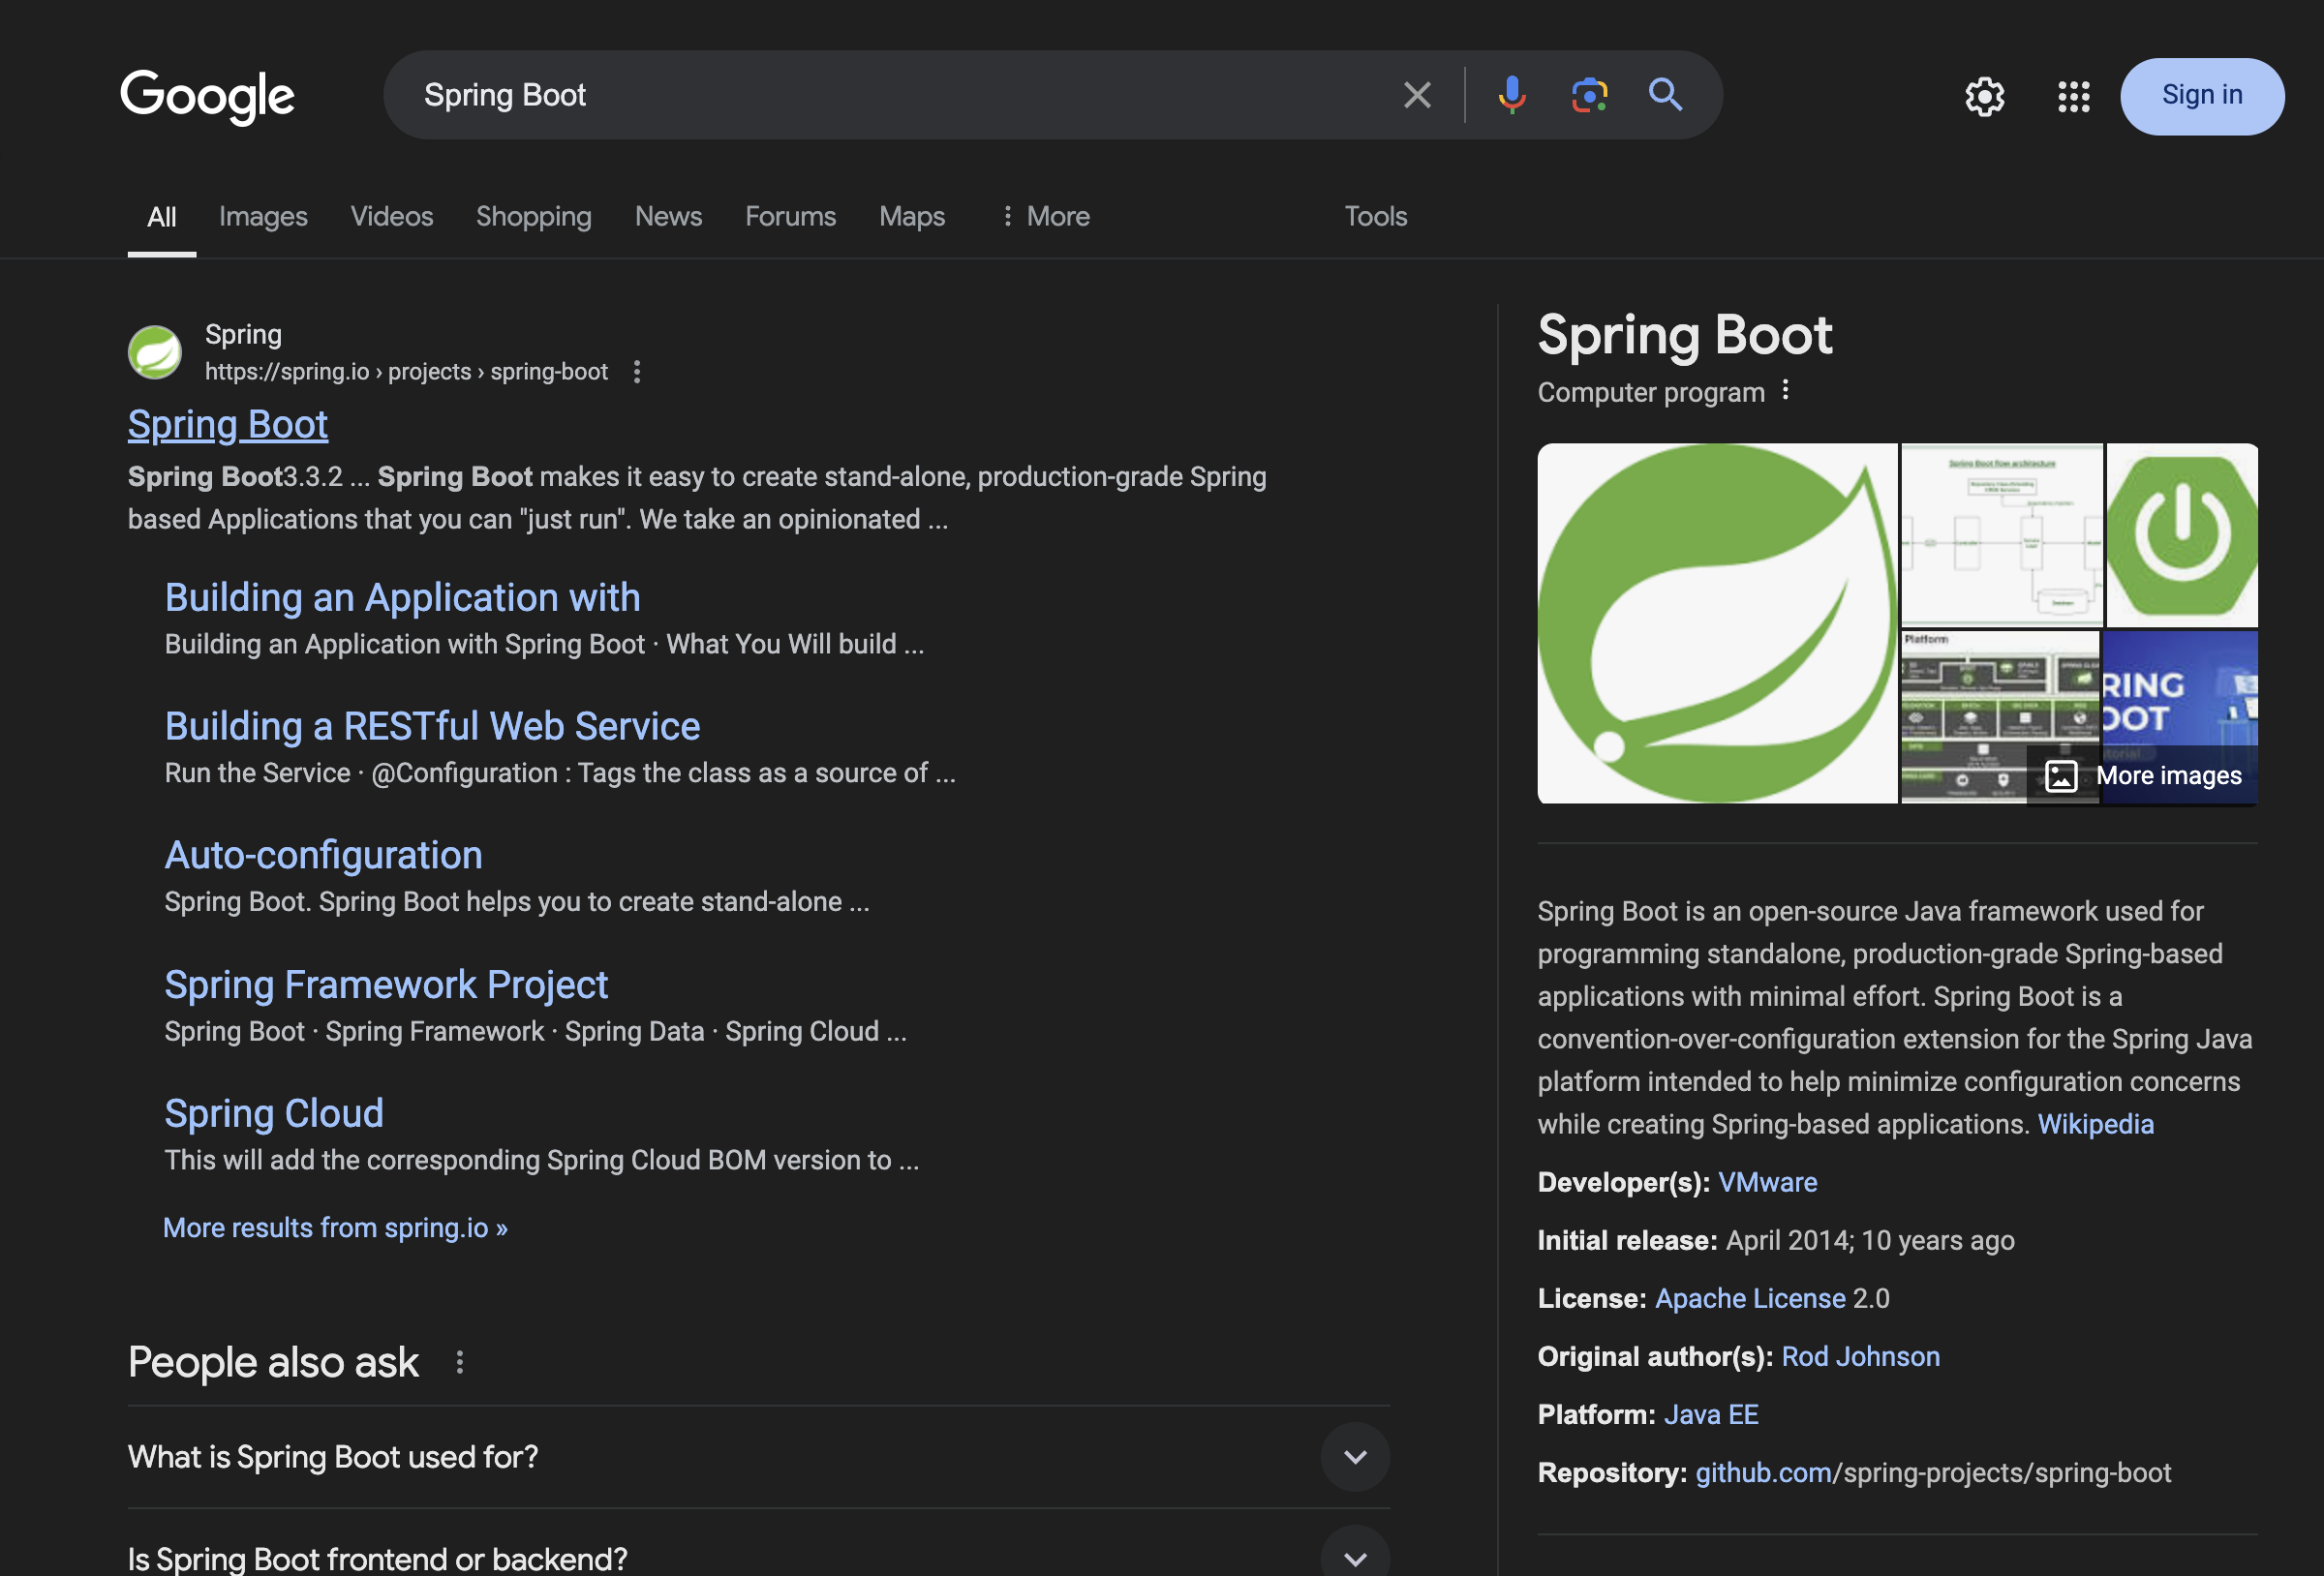 Google
Spring Boot
Sign in
All
Images
Videos
Shopping
News
Forums
Maps
More
Tools
Spring
https://spring.io › projects › spring-boot
Spring Boot
Spring Boot3.3.2 ... Spring Boot makes it easy to create stand-alone, production-grade Spring
based Applications that you can "just run". We take an opinionated ...
Building an Application with
Building an Application with Spring Boot · What You Will build ...
Building a RESTful Web Service
Run the Service · @Configuration : Tags the class as a source of ...
Auto-configuration
Spring Boot. Spring Boot helps you to create stand-alone ...
Spring Framework Project
Spring Boot · Spring Framework · Spring Data · Spring Cloud ...
Spring Cloud
This will add the corresponding Spring Cloud BOM version to ...
More results from spring.io »
People also ask
What is Spring Boot used for?
Is Spring Boot frontend or backend?
Spring Boot
Computer program
Spring Boot flow architecture
Platform
RING
OOT
More images
Spring Boot is an open-source Java framework used for
programming standalone, production-grade Spring-based
applications with minimal effort. Spring Boot is a
convention-over-configuration extension for the Spring Java
platform intended to help minimize configuration concerns
while creating Spring-based applications. Wikipedia
Developer(s): VMware
Initial release: April 2014; 10 years ago
License: Apache License 2.0
Original author(s): Rod Johnson
Platform: Java EE
Repository: github.com/spring-projects/spring-boot